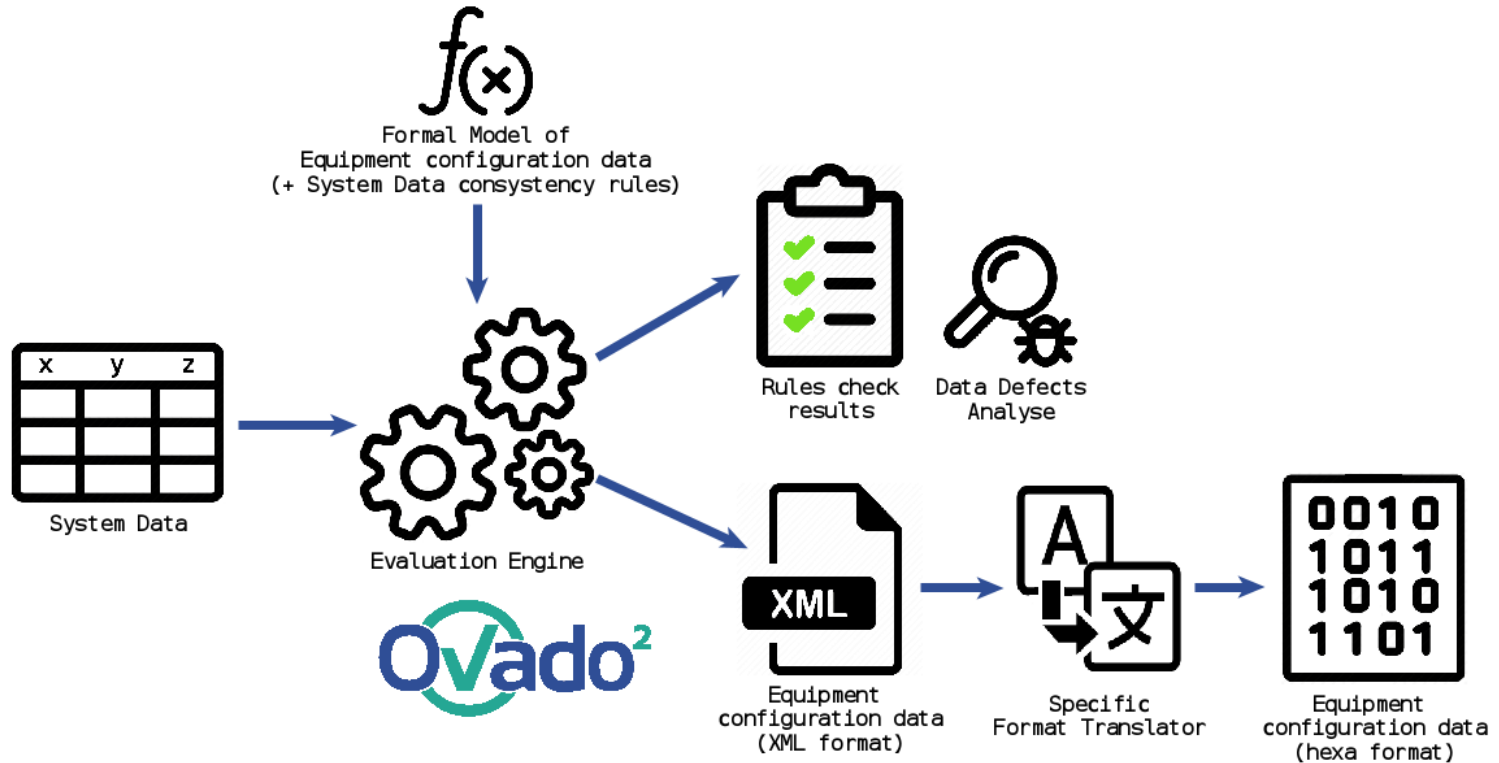 f(x)
Formal Model of
Equipment configuration data
(+ System Data consystency rules)
x y z
System Data
Evaluation Engine
Ovado²
Rules check
results
Data Defects
Analyse
XML
Equipment
configuration data
(XML format)
A
文
Specific
Format Translator
0010
1011
1010
1101
Equipment
configuration data
(hexa format)